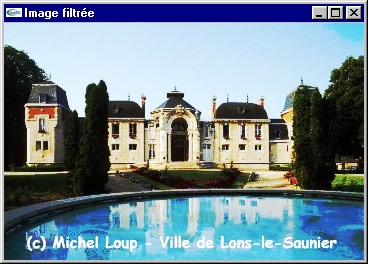 Image filtrée
(c) Michel Loup - Ville de Lons-le-Saunier